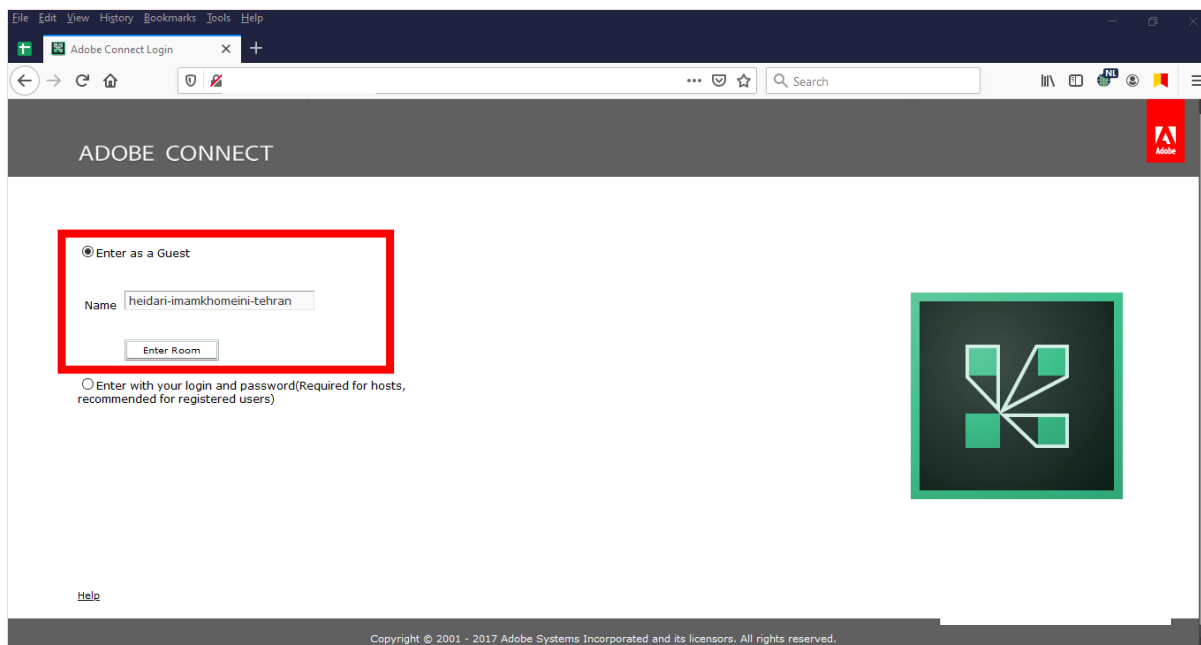 File Edit View History Bookmarks Tools Help
Adobe Connect Login
Search
NL
ADOBE CONNECT
Adobe
Enter as a Guest
Name heidari-imamkhomeini-tehran
Enter Room
Enter with your login and password(Required for hosts,
recommended for registered users)
Help
Copyright © 2001 - 2017 Adobe Systems Incorporated and its licensors. All rights reserved.